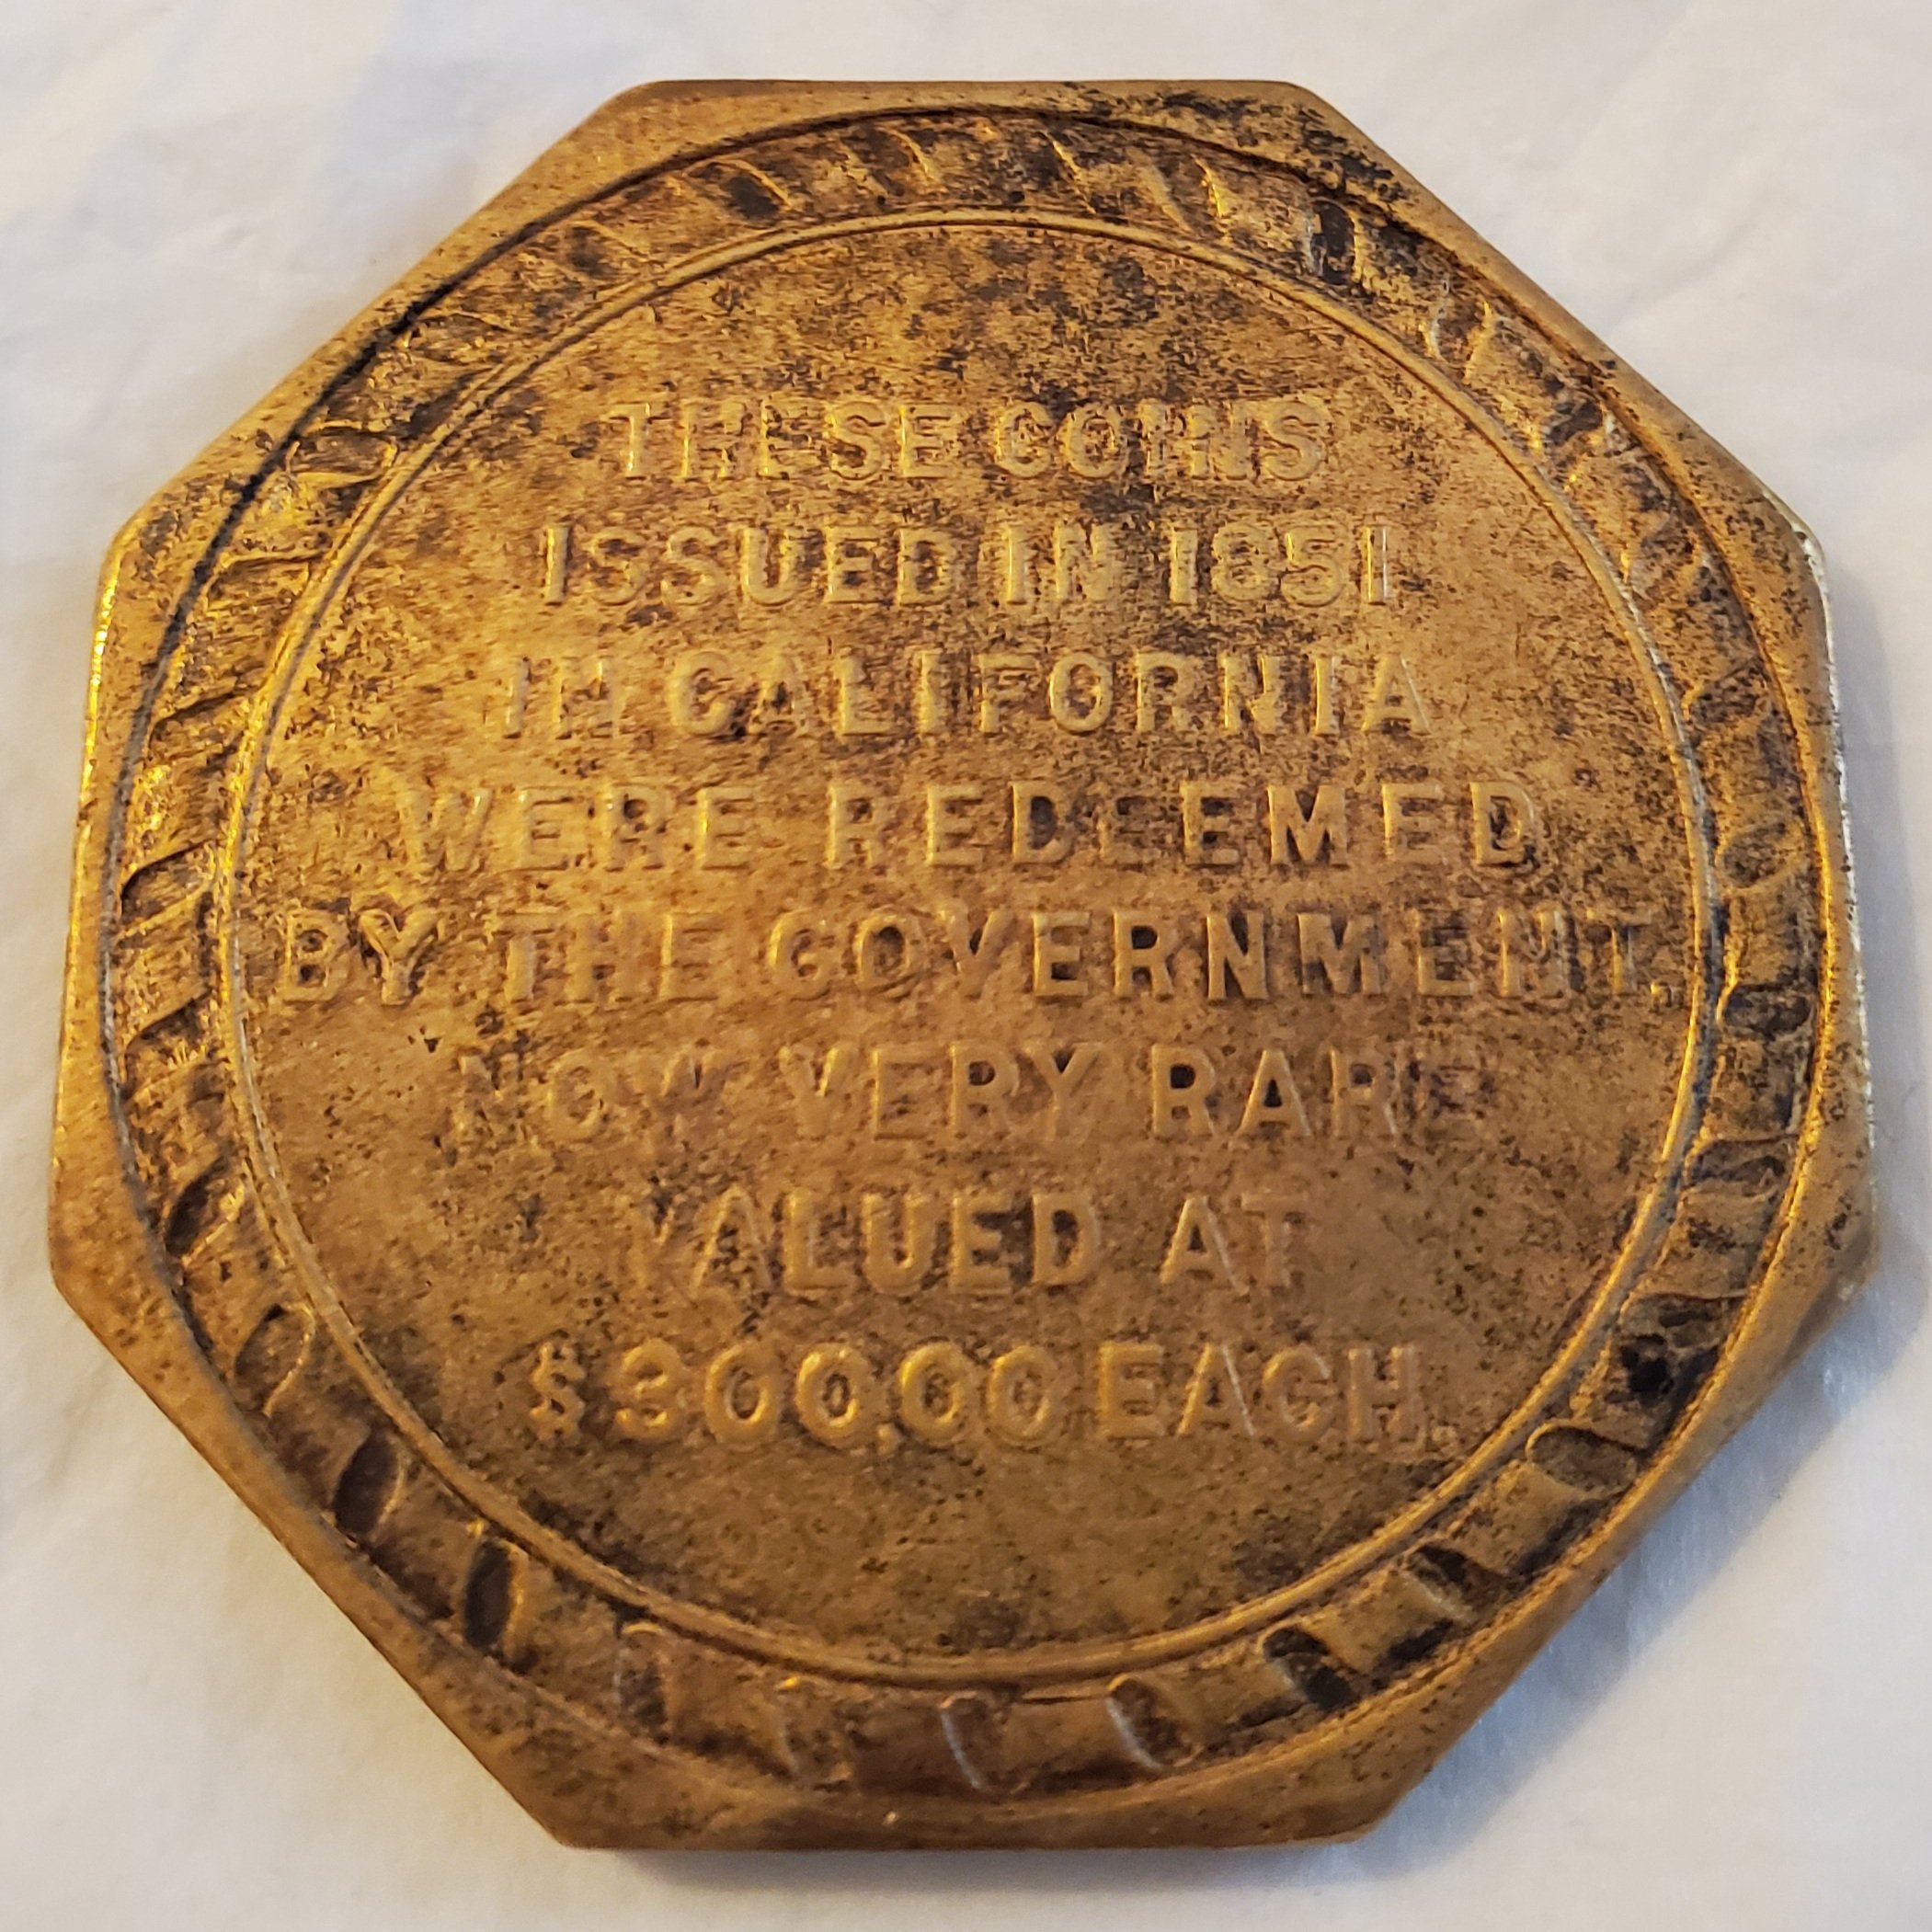 THESE COINS
ISSUED IN 1851
IN CALIFORNIA
WERE REDEEMED
BY THE GOVERNMENT.
NOW VERY RARE
VALUED AT
$300.00 EACH.